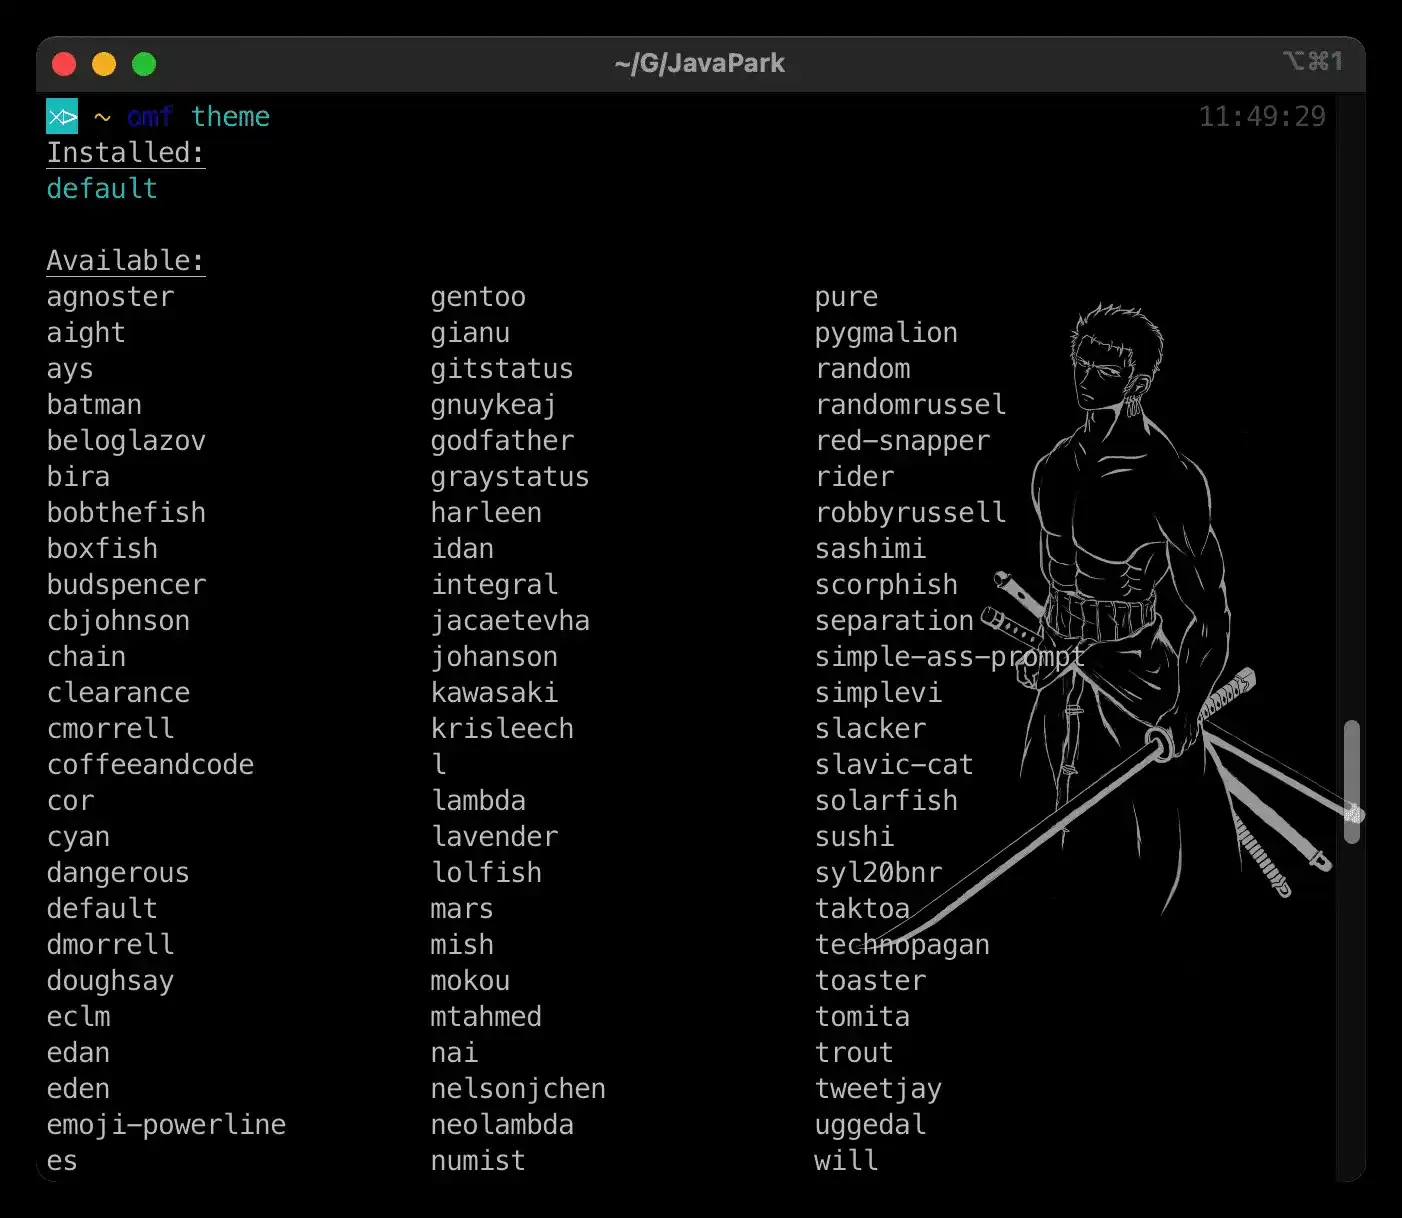 ~/G/JavaPark ⌥⌘1
~ omf theme 11:49:29
Installed:
default
Available:
agnoster gentoo pure
aight gianu pygmalion
ays gitstatus random
batman gnuykeaj randomrussel
beloglazov godfather red-snapper
bira graystatus rider
bobthefish harleen robbyrussell
boxfish idan sashimi
budspencer integral scorphish
cbjohnson jacaetevha separation
chain johanson simple-ass-prompt
clearance kawasaki simplevi
cmorrell krisleech slacker
coffeeandcode l slavic-cat
cor lambda solarfish
cyan lavender sushi
dangerous lolfish syl20bnr
default mars taktoa
dmorrell mish technopagan
doughsay mokou toaster
eclm mtahmed tomita
edan nai trout
eden nelsonjchen tweetjay
emoji-powerline neolambda uggedal
es numist will